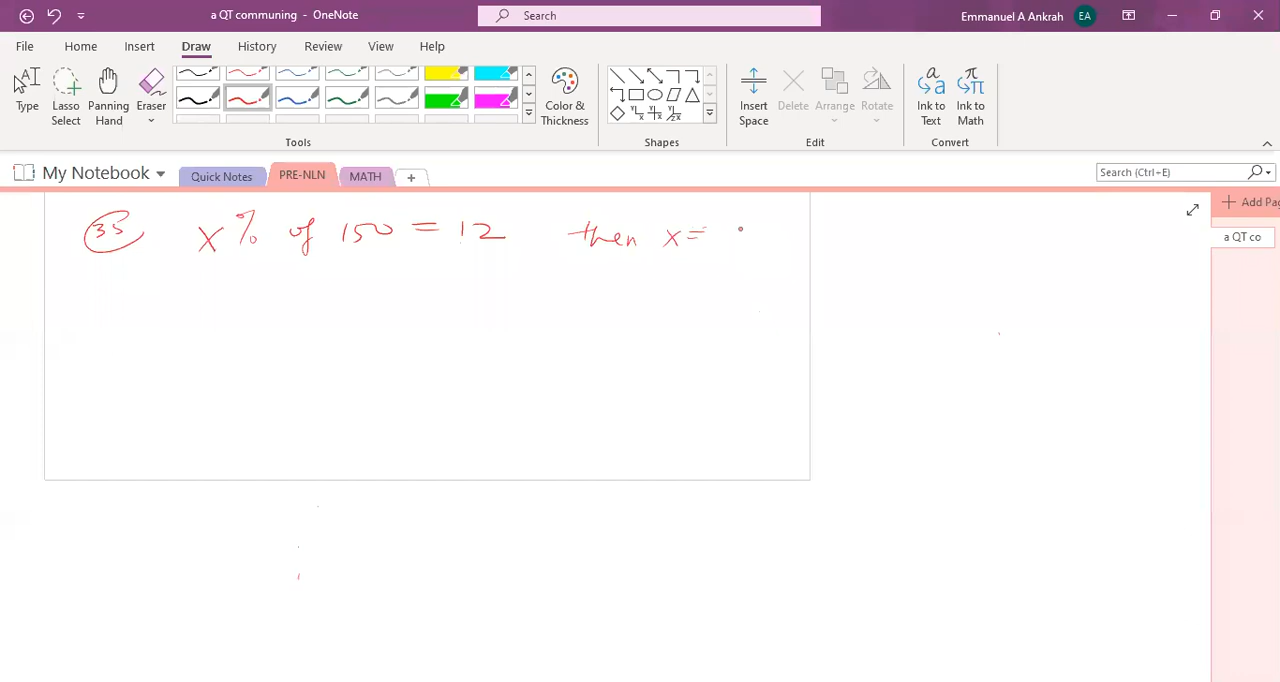 a QT communing - OneNote
Search
Emmanuel A Ankrah EA
File Home Insert Draw History Review View Help
Type Lasso Select Panning Hand Eraser Color & Thickness Insert Space Delete Arrange Rotate Ink to Text Ink to Math
Tools Shapes Edit Convert
My Notebook Quick Notes PRE-NLN MATH + Search (Ctrl+E)
Add Pag
a QT co
35 x% of 150 = 12 then x =